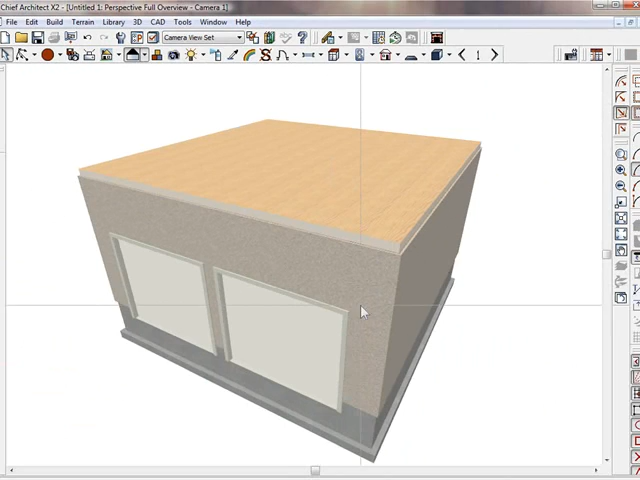 Chief Architect X2 - [Untitled 1: Perspective Full Overview - Camera 1]
File Edit Build Terrain Library 3D CAD Tools Window Help
Camera View Set